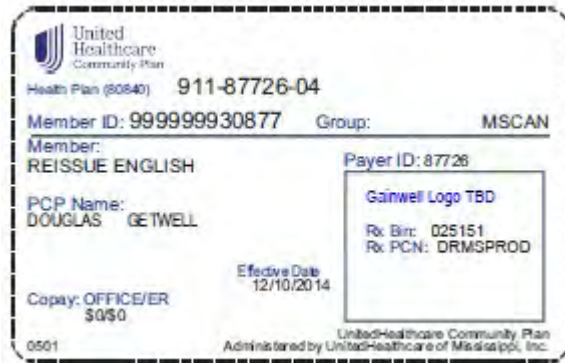 United
Healthcare
Community Plan
Health Plan (80840) 911-87726-04
Member ID: 999999930877 Group: MSCAN
Member:
REISSUE ENGLISH
Payer ID: 87726
PCP Name:
DOUGLAS GETWELL
Gainwell Logo TBD
Rx Bin: 025151
Rx PCN: DRMSPROD
Effective Date
12/10/2014
Copay: OFFICE/ER
$0/$0
UnitedHealthcare Community Plan
0501 Administered by UnitedHealthcare of Mississippi, Inc.